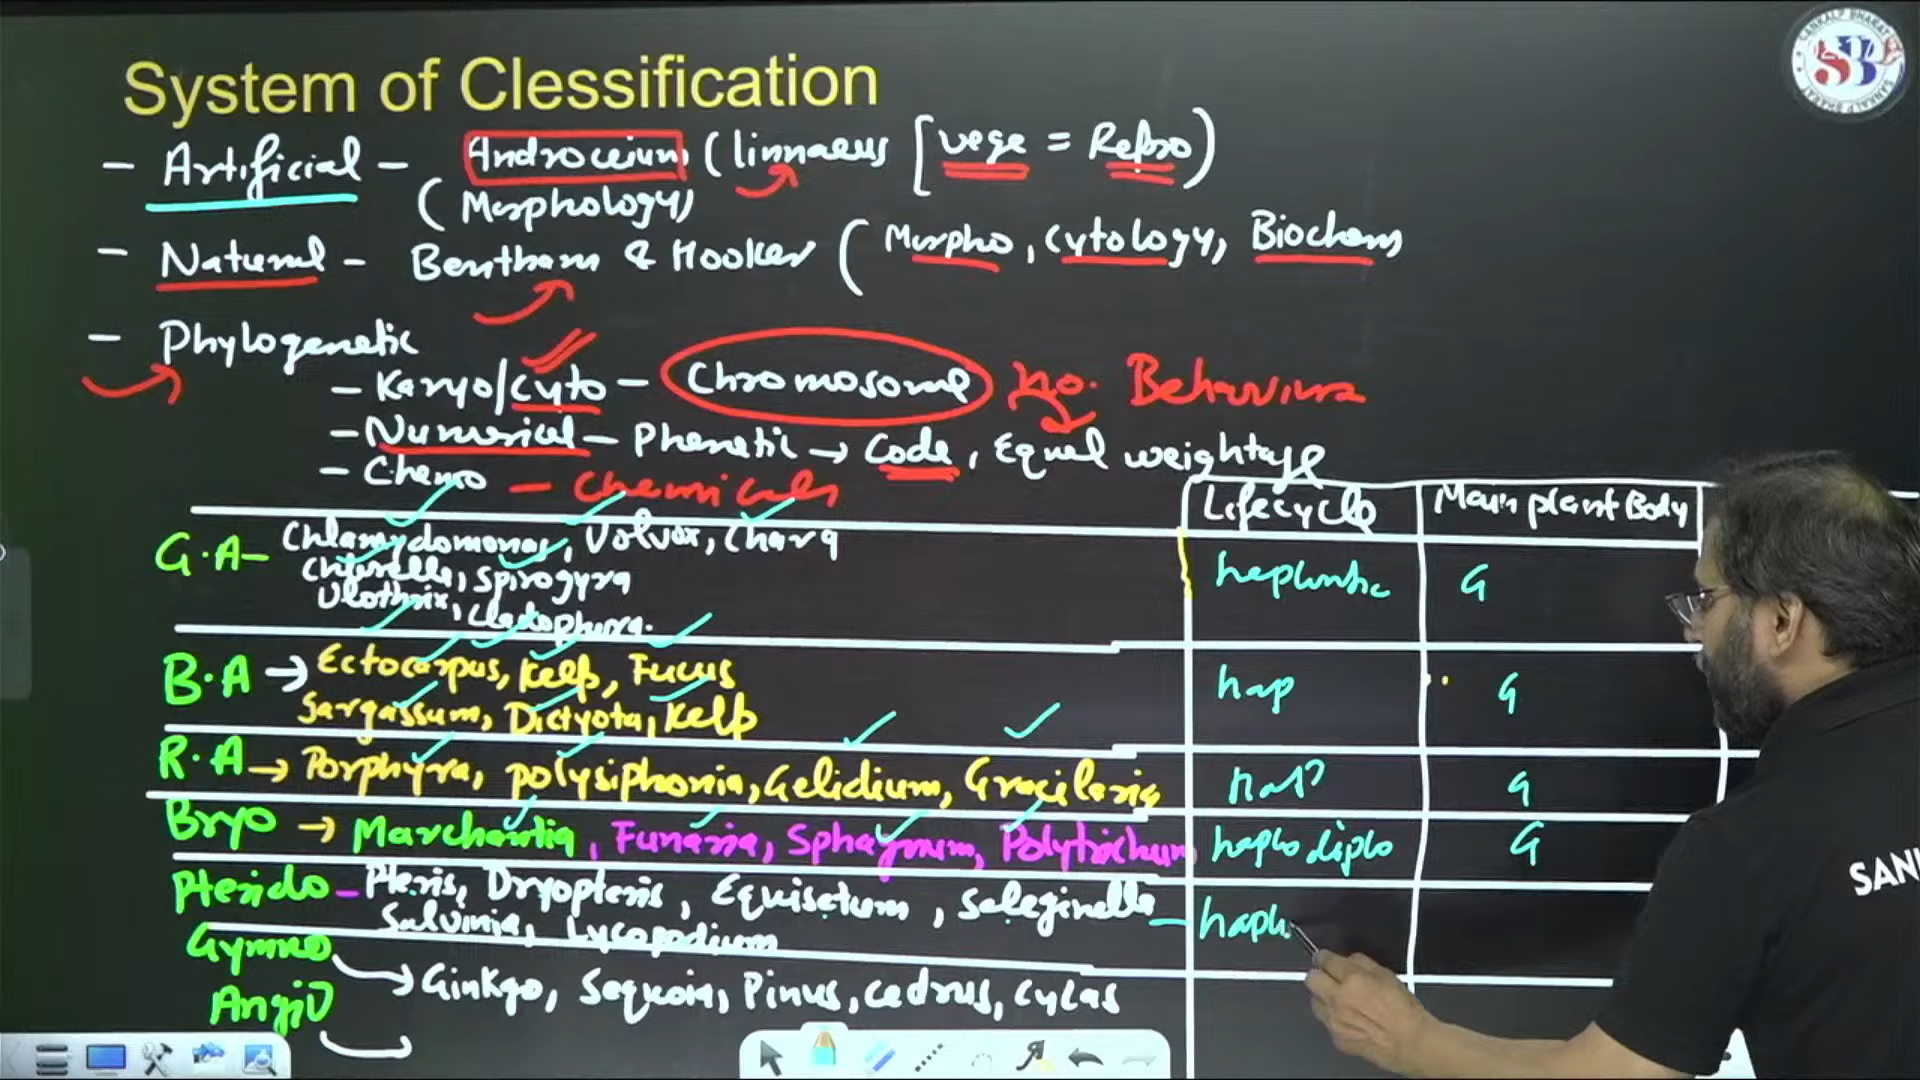 System of Clessification
- Artificial - Androceium (linnaeus [vege = Repro)
(Morphology)
- Natural - Bentham & Hooker (Morpho, Cytology, Biochem
- Phylogenetic
- Karyo/Cyto - Chromosome no. Behaviour
- Numerical - Phenetic → Code, Equal weightage
- Chemo - Chemicals
Lifecycle Main plant Body
G.A- Chlamydomonas, Volvox, Chara
Chlorella, Spirogyra
Ulothrix, Cladophora.
haplontic G
B.A → Ectocarpus, Kelp, Fucus
Sargassum, Dictyota, Kelp
hap G
R.A → Porphyra, polysiphonia, Gelidium, Gracilaria
G
Bryo → Marchantia, Funaria, Sphagnum, Polytrichum haplo diplo G
Pterido - Pteris, Dryopteris, Equisetum, Selaginella - haplo
Salvinia, Lycopodium
Gymno
→ Ginkgo, Sequoia, Pinus, Cedrus, Cycas
Angio
SAN